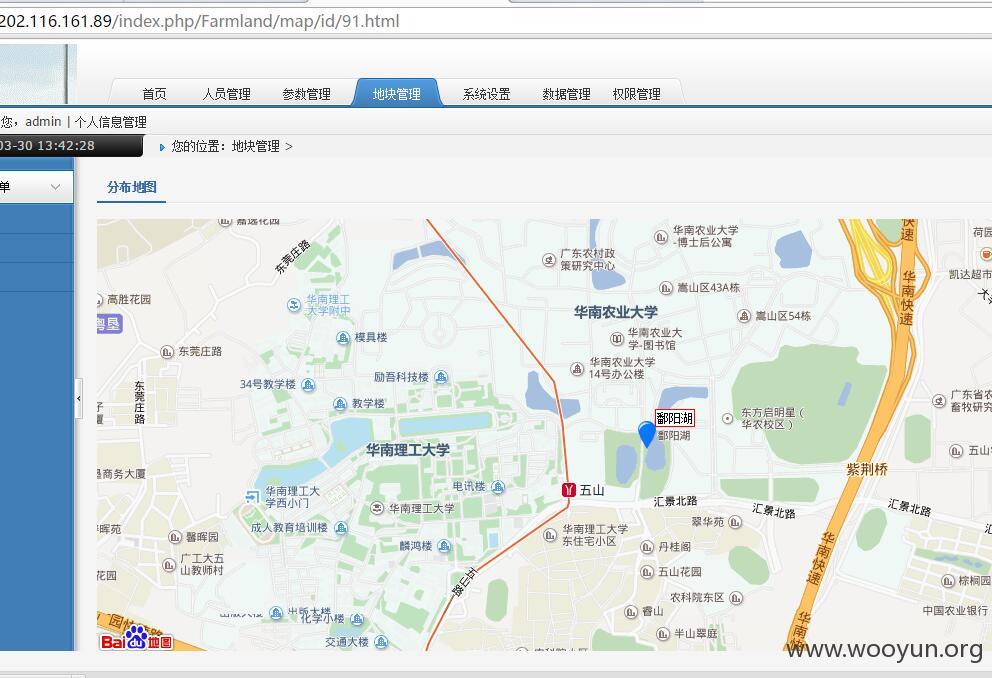 202.116.161.89/index.php/Farmland/map/id/91.html
首页 人员管理 参数管理 地块管理 系统设置 数据管理 权限管理
您，admin | 个人信息管理
03-30 13:42:28
您的位置：地块管理 >
单
分布地图
嘉逸花园
华南农业大学
-博士后公寓
快速
荷园
东莞庄路
广东农村政
策研究中心
凯达超市
高胜花园
华南理工
大学附中
嵩山区43A栋
华南快速
粤垦
华南农业大学
嵩山区54栋
模具楼
华南农业大
学-图书馆
东莞庄路
华南农业大学
14号办公楼
34号教学楼
励吾科技楼
东莞庄路
教学楼
鄱阳湖
鄱阳湖
东方启明星（
华农校区）
广东省农
畜牧研究
华南理工大学
五山
紫荆桥
商务大厦
电讯楼
五山
华南理工大
学西小门
华南理工大学
汇景北路
汇景北路
汇景北路
成人教育培训楼
翠华苑
晖苑
馨晖园
华南理工大学
东住宅小区
麟鸿楼
丹桂阁
华南快速
广工大五
山教师村
花园
五山路
五山花园
棕榈园
农科院东区
出版大楼
化学小楼
睿山
中国农业银行
广园快
交通大楼
半山翠庭
华南快
Bai du 地图
www.wooyun.org